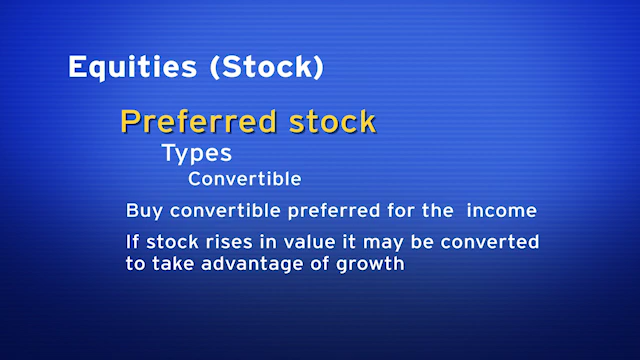 Equities (Stock)
Preferred stock
Types
Convertible
Buy convertible preferred for the  income
If stock rises in value it may be converted
to take advantage of growth